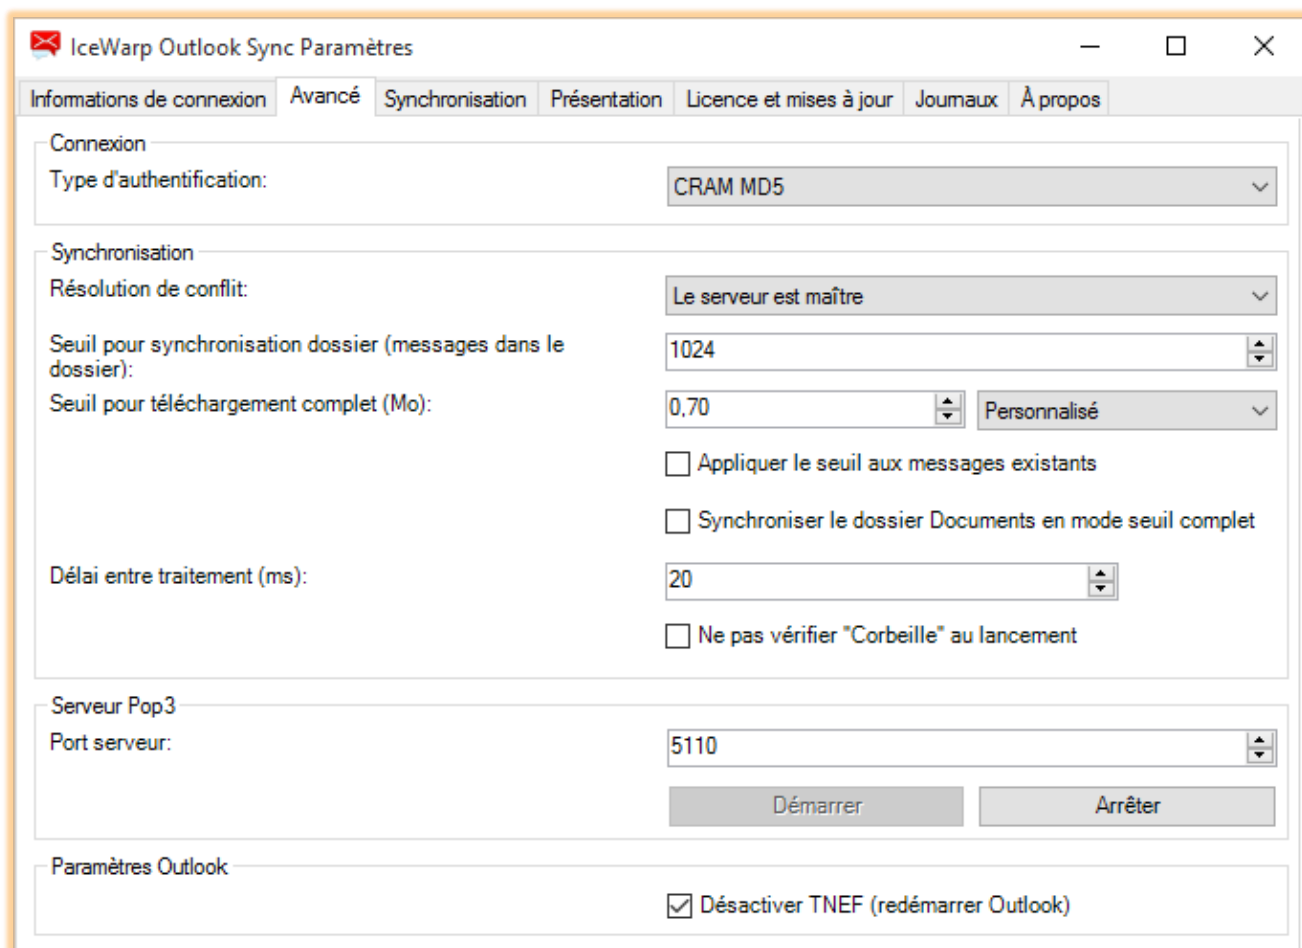 IceWarp Outlook Sync Paramètres
Informations de connexion Avancé Synchronisation Présentation Licence et mises à jour Journaux À propos
Connexion
Type d'authentification: CRAM MD5
Synchronisation
Résolution de conflit: Le serveur est maître
Seuil pour synchronisation dossier (messages dans le
dossier): 1024
Seuil pour téléchargement complet (Mo): 0,70 Personnalisé
Appliquer le seuil aux messages existants
Synchroniser le dossier Documents en mode seuil complet
Délai entre traitement (ms): 20
Ne pas vérifier "Corbeille" au lancement
Serveur Pop3
Port serveur: 5110
Démarrer Arrêter
Paramètres Outlook
Désactiver TNEF (redémarrer Outlook)